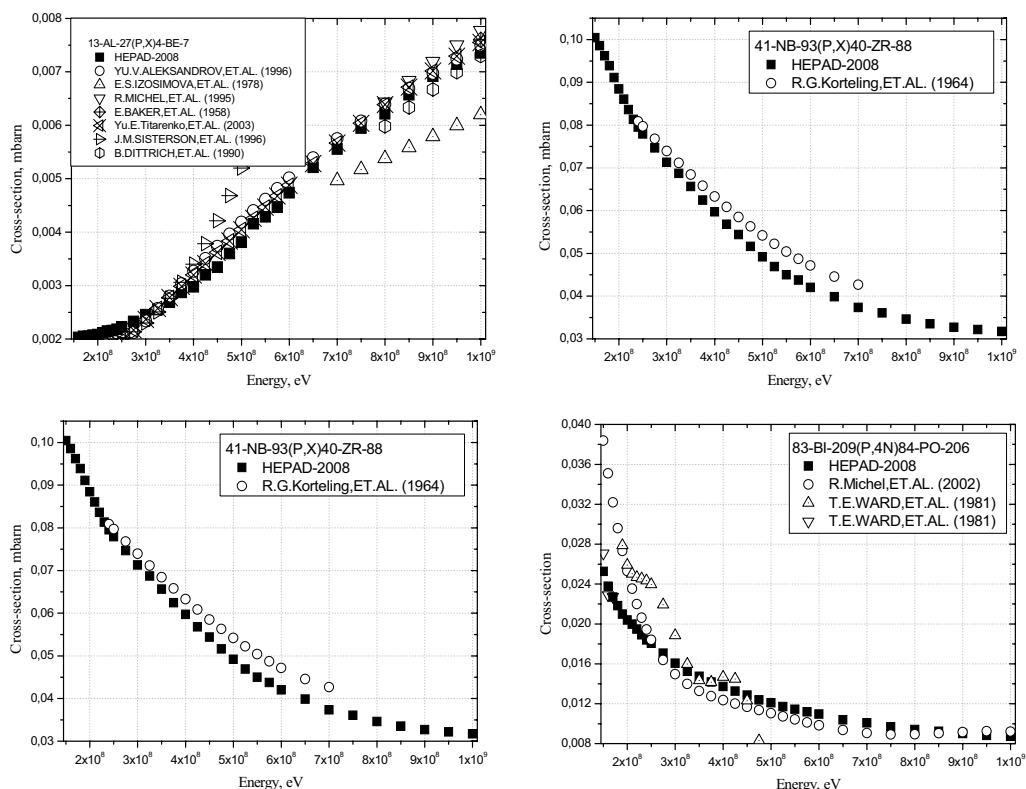 13-AL-27(P,X)4-BE-7
HEPAD-2008
YU.V.ALEKSANDROV,ET.AL. (1996)
E.S.IZOSIMOVA,ET.AL. (1978)
R.MICHEL,ET.AL. (1995)
E.BAKER,ET.AL. (1958)
Yu.E.Titarenko,ET.AL. (2003)
J.M.SISTERSON,ET.AL. (1996)
B.DITTRICH,ET.AL. (1990)
Cross-section, mbarn
0,007
0,006
0,005
0,004
0,003
0,002
2x10⁸ 3x10⁸ 4x10⁸ 5x10⁸ 6x10⁸ 7x10⁸ 8x10⁸ 9x10⁸ 1x10⁹
Energy, eV
41-NB-93(P,X)40-ZR-88
HEPAD-2008
R.G.Korteling,ET.AL. (1964)
Cross-section, mbarn
0,10
0,09
0,08
0,07
0,06
0,05
0,04
0,03
2x10⁸ 3x10⁸ 4x10⁸ 5x10⁸ 6x10⁸ 7x10⁸ 8x10⁸ 9x10⁸ 1x10⁹
Energy, eV
41-NB-93(P,X)40-ZR-88
HEPAD-2008
R.G.Korteling,ET.AL. (1964)
Cross-section, mbarn
0,10
0,09
0,08
0,07
0,06
0,05
0,04
0,03
2x10⁸ 3x10⁸ 4x10⁸ 5x10⁸ 6x10⁸ 7x10⁸ 8x10⁸ 9x10⁸ 1x10⁹
Energy, eV
83-BI-209(P,4N)84-PO-206
HEPAD-2008
R.Michel,ET.AL. (2002)
T.E.WARD,ET.AL. (1981)
T.E.WARD,ET.AL. (1981)
Cross-section
0,040
0,036
0,032
0,028
0,024
0,020
0,016
0,012
0,008
2x10⁸ 3x10⁸ 4x10⁸ 5x10⁸ 6x10⁸ 7x10⁸ 8x10⁸ 9x10⁸ 1x10⁹
Energy, eV